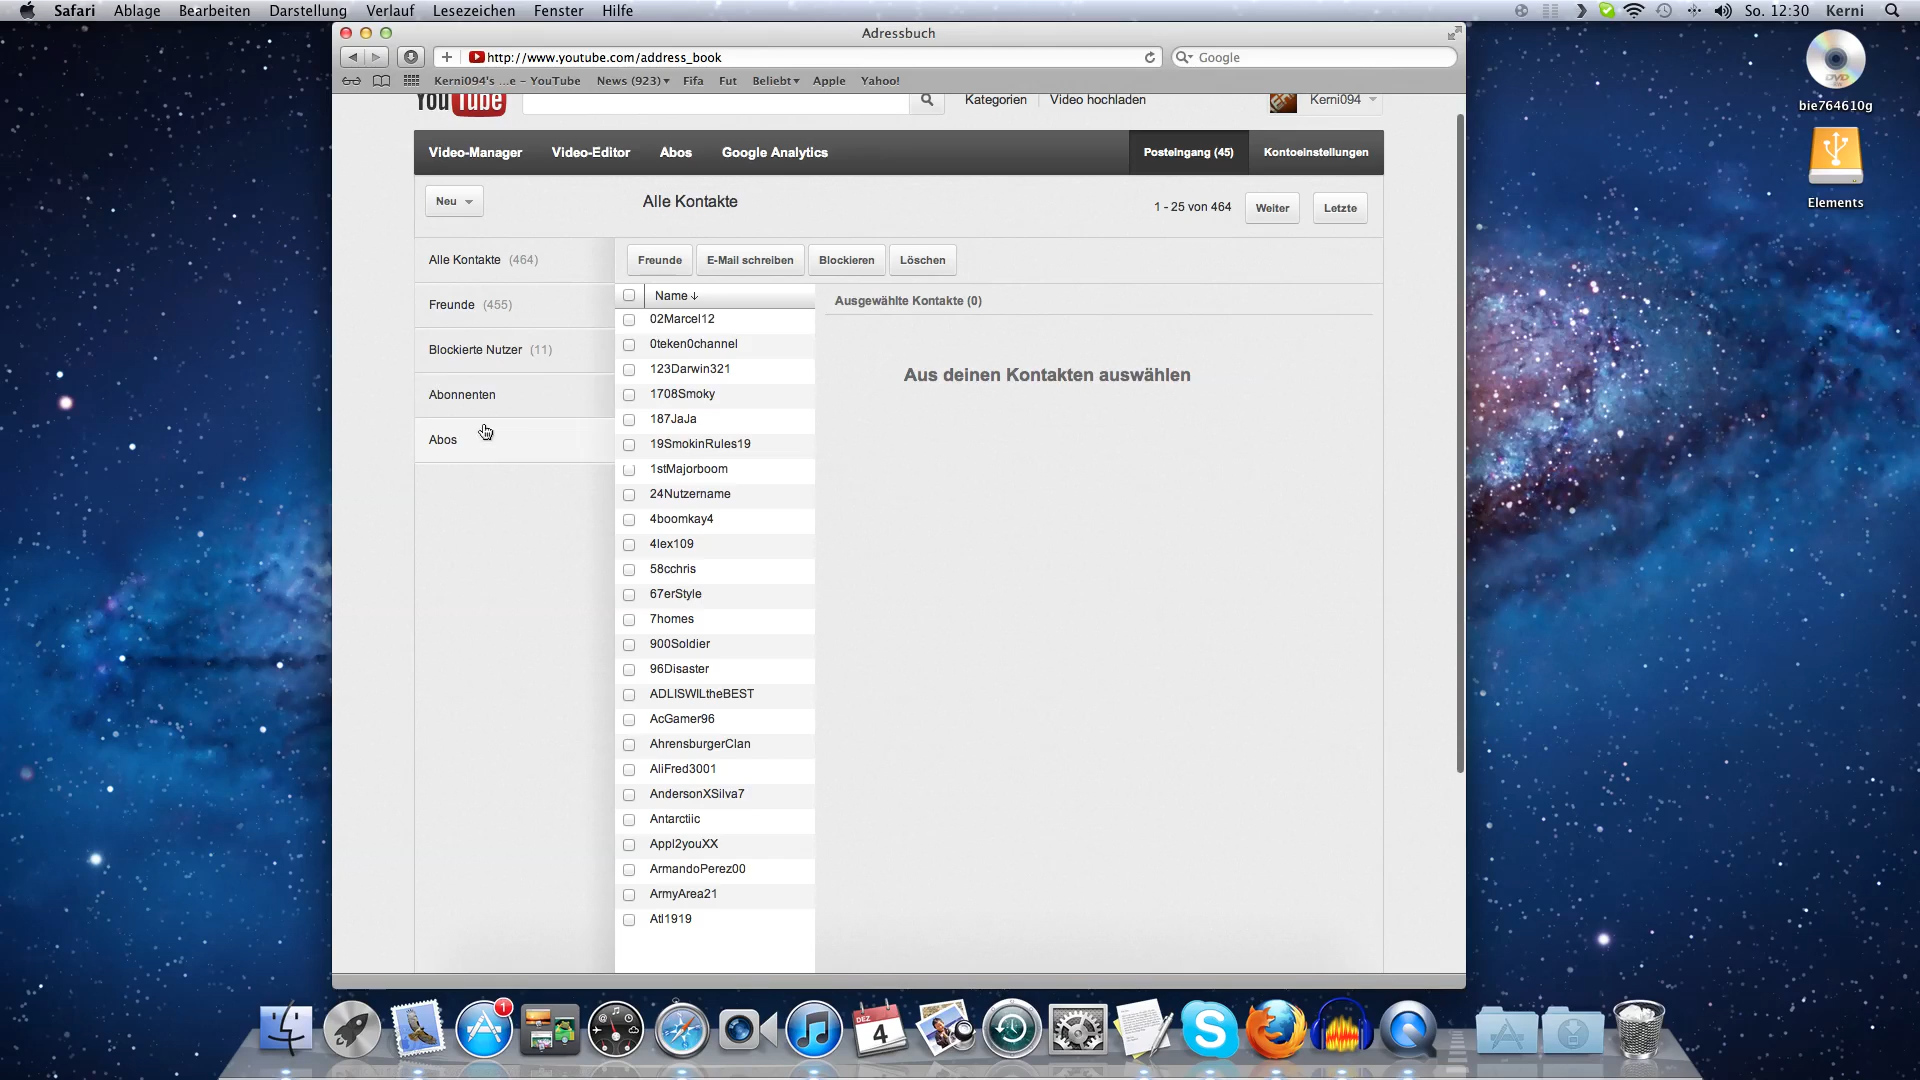 Safari Ablage Bearbeiten Darstellung Verlauf Lesezeichen Fenster Hilfe So. 12:30 Kerni
Adressbuch
http://www.youtube.com/address_book Google
Kerni094's ...e – YouTube News (923) Fifa Fut Beliebt Apple Yahoo!
YouTube Kategorien Video hochladen Kerni094
Video-Manager Video-Editor Abos Google Analytics Posteingang (45) Kontoeinstellungen
Neu Alle Kontakte 1 - 25 von 464 Weiter Letzte
Alle Kontakte (464)
Freunde (455)
Blockierte Nutzer (11)
Abonnenten
Abos
Freunde E-Mail schreiben Blockieren Löschen
Name ↓
02Marcel12
0teken0channel
123Darwin321
1708Smoky
187JaJa
19SmokinRules19
1stMajorboom
24Nutzername
4boomkay4
4lex109
58cchris
67erStyle
7homes
900Soldier
96Disaster
ADLISWILtheBEST
AcGamer96
AhrensburgerClan
AliFred3001
AndersonXSilva7
Antarctiic
Appl2youXX
ArmandoPerez00
ArmyArea21
Atl1919
Ausgewählte Kontakte (0)
Aus deinen Kontakten auswählen
DVD
bie764610g
Elements
1
DEZ
4